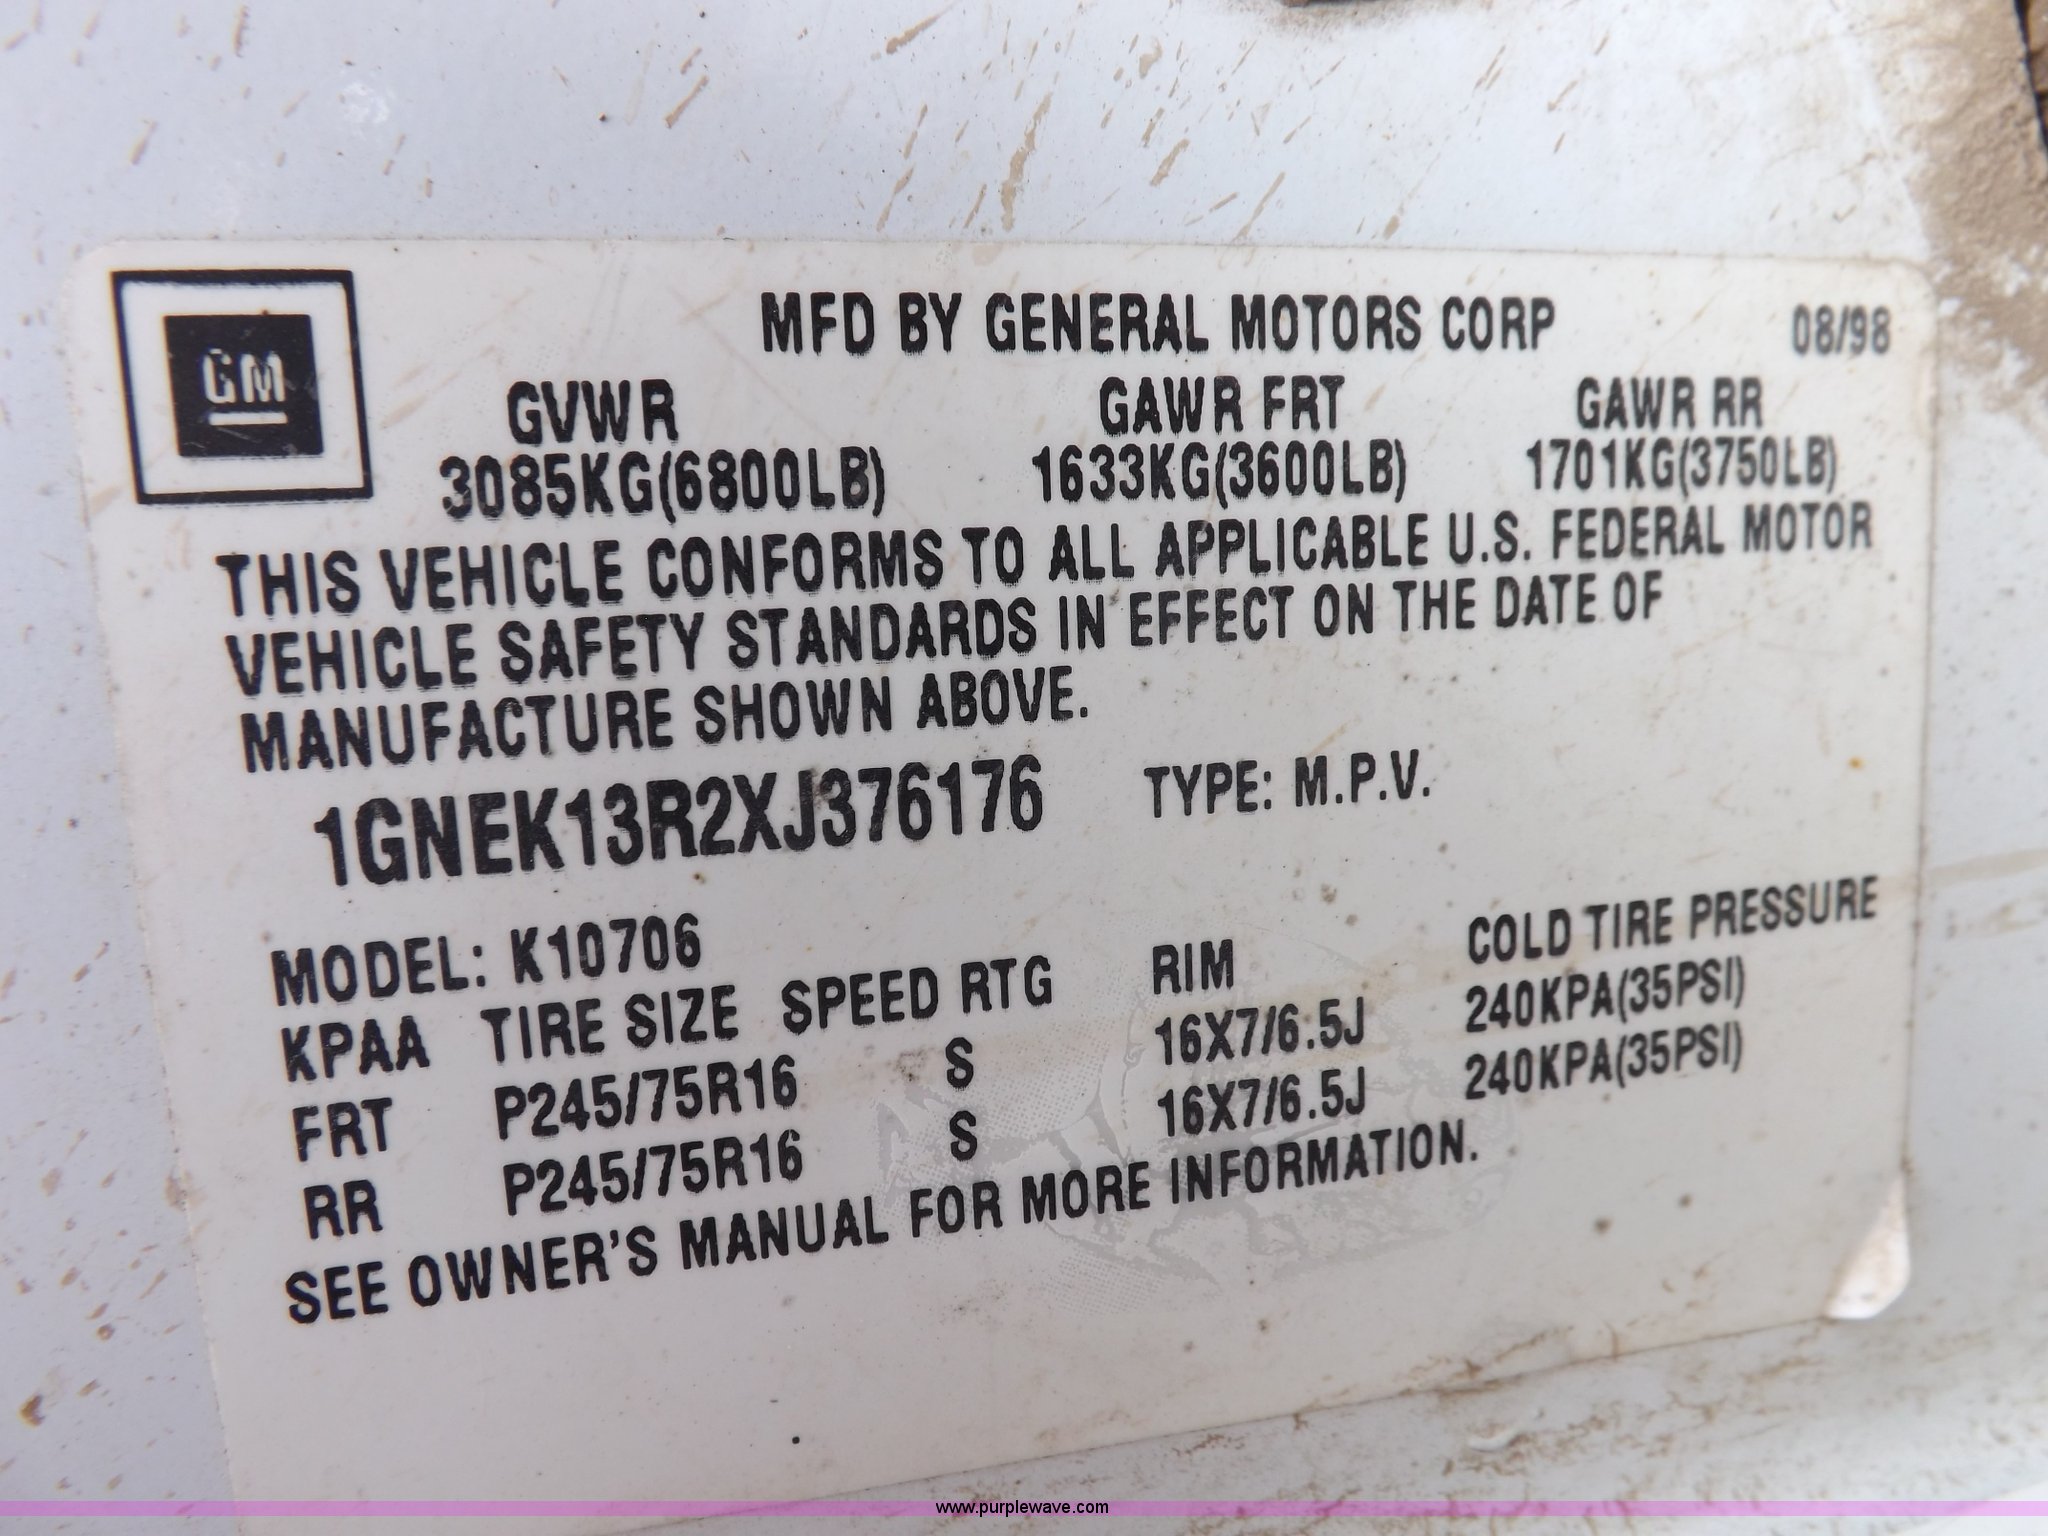 GM
MFD BY GENERAL MOTORS CORP 08/98
GVWR GAWR FRT GAWR RR
3085KG(6800LB) 1633KG(3600LB) 1701KG(3750LB)
THIS VEHICLE CONFORMS TO ALL APPLICABLE U.S. FEDERAL MOTOR
VEHICLE SAFETY STANDARDS IN EFFECT ON THE DATE OF
MANUFACTURE SHOWN ABOVE.
1GNEK13R2XJ376176 TYPE: M.P.V.
MODEL: K10706
KPAA TIRE SIZE SPEED RTG RIM COLD TIRE PRESSURE
FRT P245/75R16 S 16X7/6.5J 240KPA(35PSI)
RR P245/75R16 S 16X7/6.5J 240KPA(35PSI)
SEE OWNER'S MANUAL FOR MORE INFORMATION.
www.purplewave.com